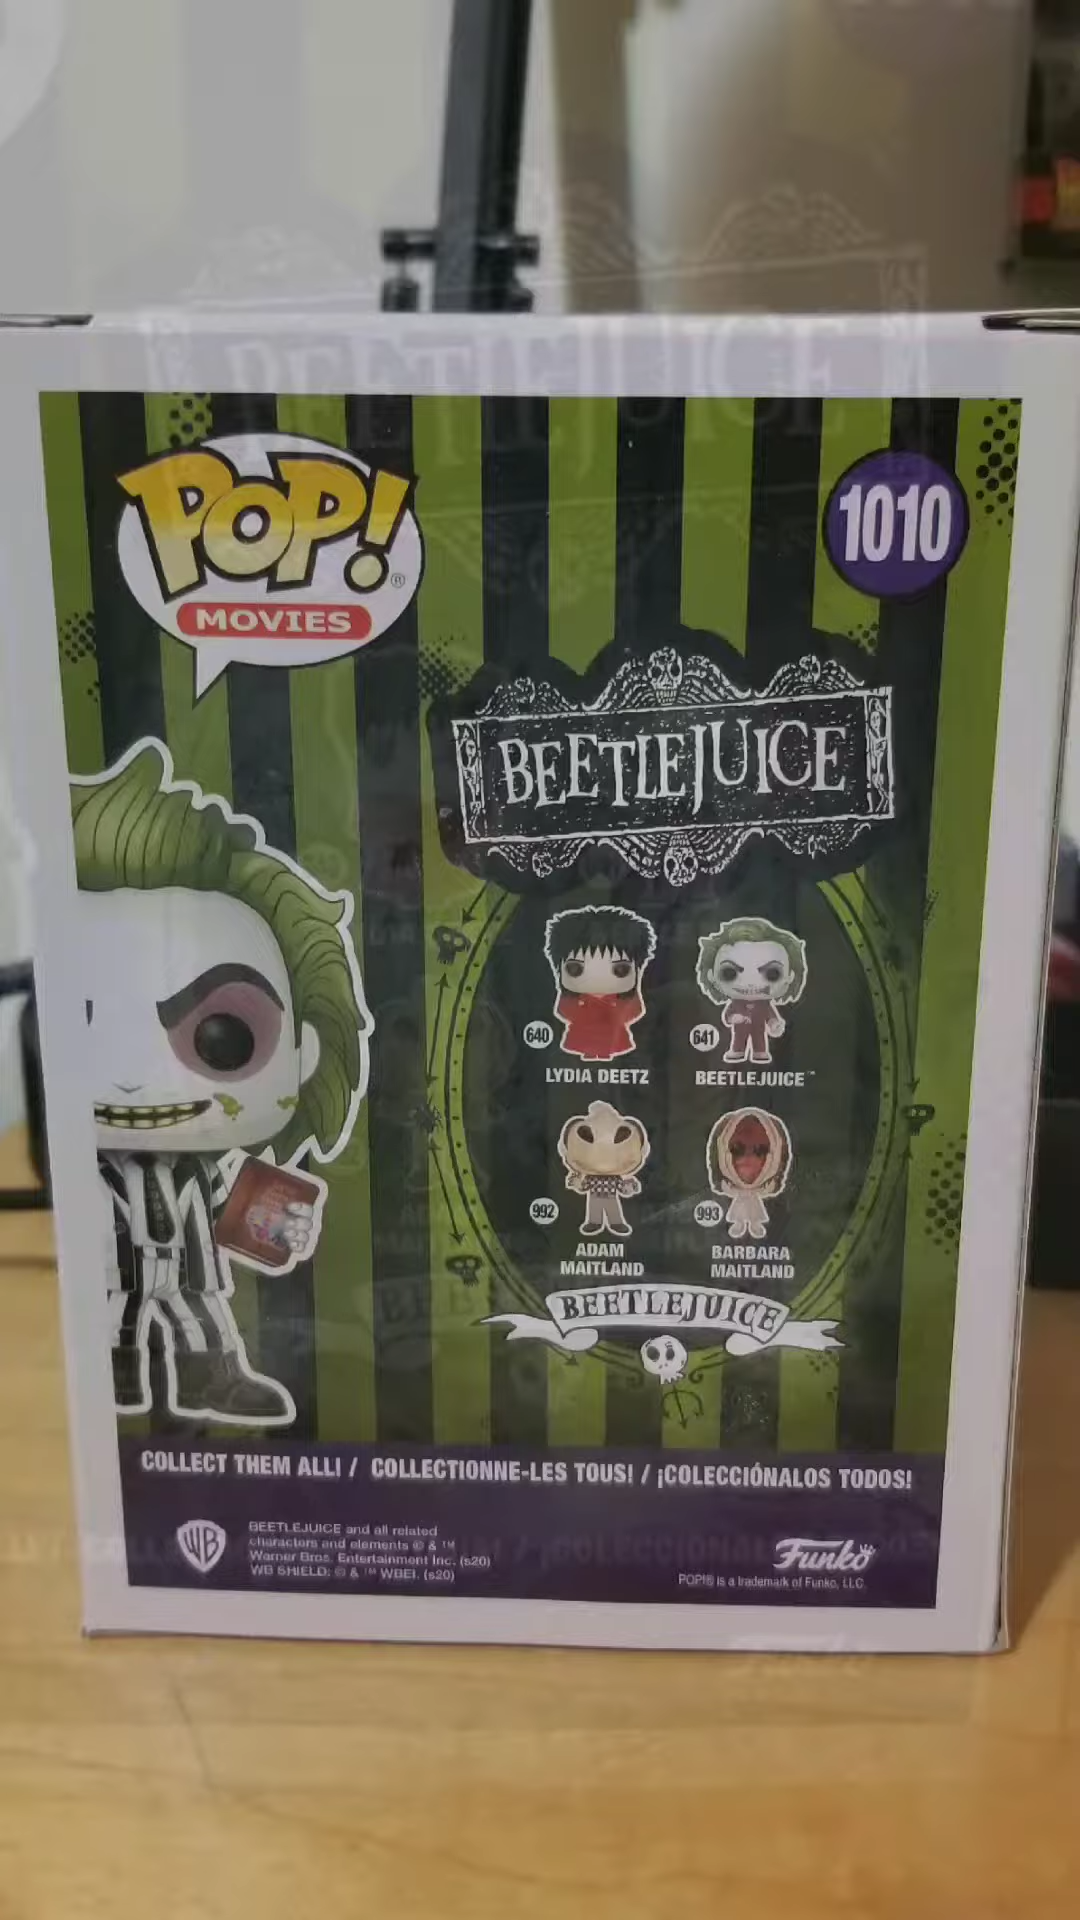 POP!®
MOVIES
1010
BEETLEJUICE
640
LYDIA DEETZ
641
BEETLEJUICE™
992
ADAM
MAITLAND
993
BARBARA
MAITLAND
BEETLEJUICE
COLLECT THEM ALL! / COLLECTIONNE-LES TOUS! / ¡COLECCIÓNALOS TODOS!
WB
BEETLEJUICE and all related
characters and elements © & ™
Warner Bros. Entertainment Inc. (s20)
WB SHIELD: © & ™ WBEI. (s20)
Funko
POP!® is a trademark of Funko, LLC.
BEETLEJUICE